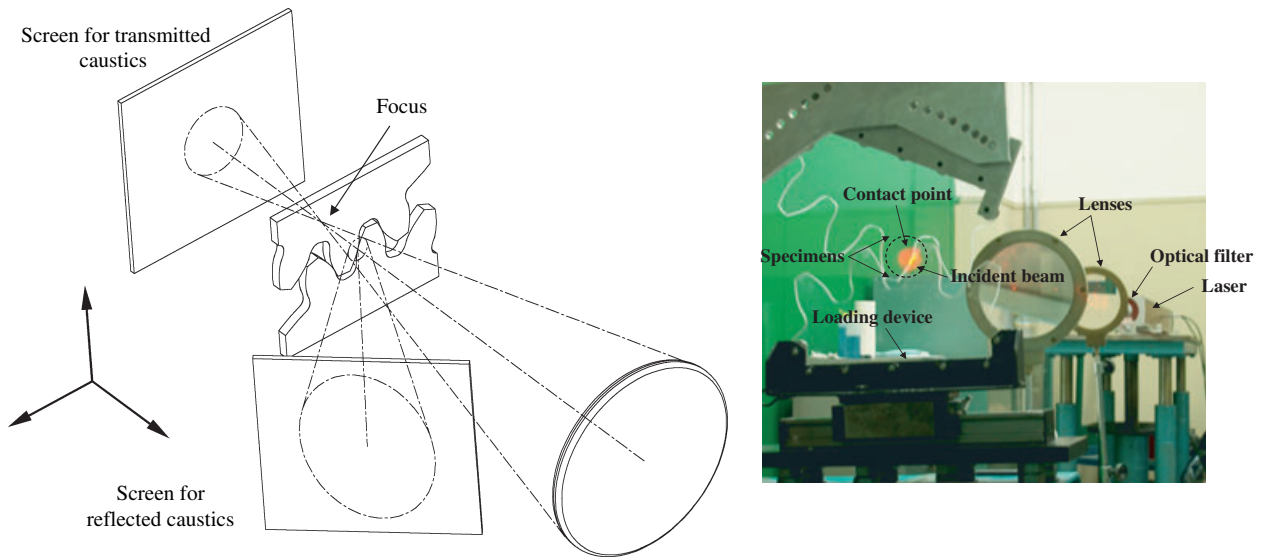 Screen for transmitted
caustics
Focus
Screen for
reflected caustics
Contact point
Lenses
Specimens
Optical filter
Incident beam
Laser
Loading device